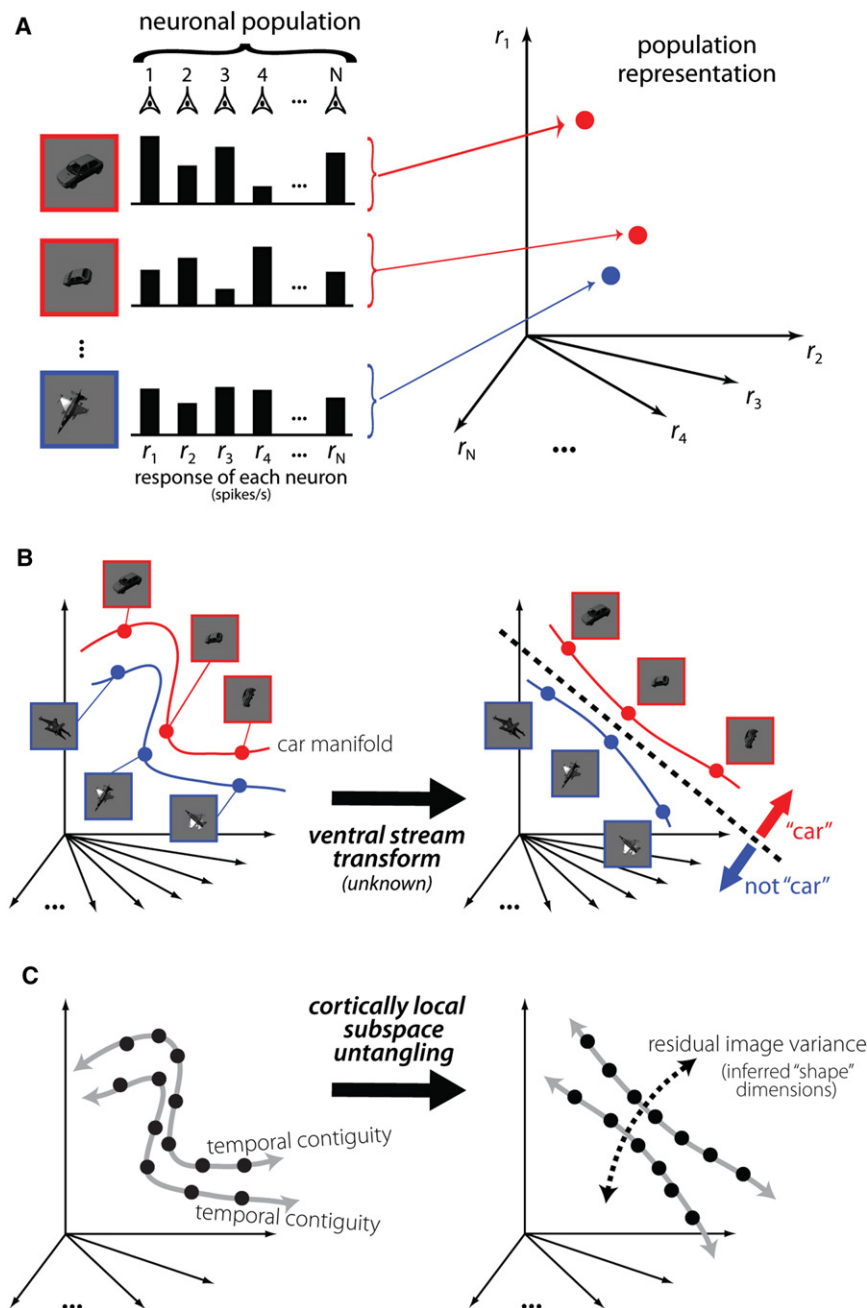 A
neuronal population
1 2 3 4 ... N
...
...
...
r1 r2 r3 r4 ... rN
response of each neuron
(spikes/s)
population
representation
r1
r2
r3
r4
rN
...
B
car manifold
...
ventral stream
transform
(unknown)
"car"
not "car"
...
C
temporal contiguity
temporal contiguity
...
cortically local
subspace
untangling
residual image variance
(inferred "shape"
dimensions)
...